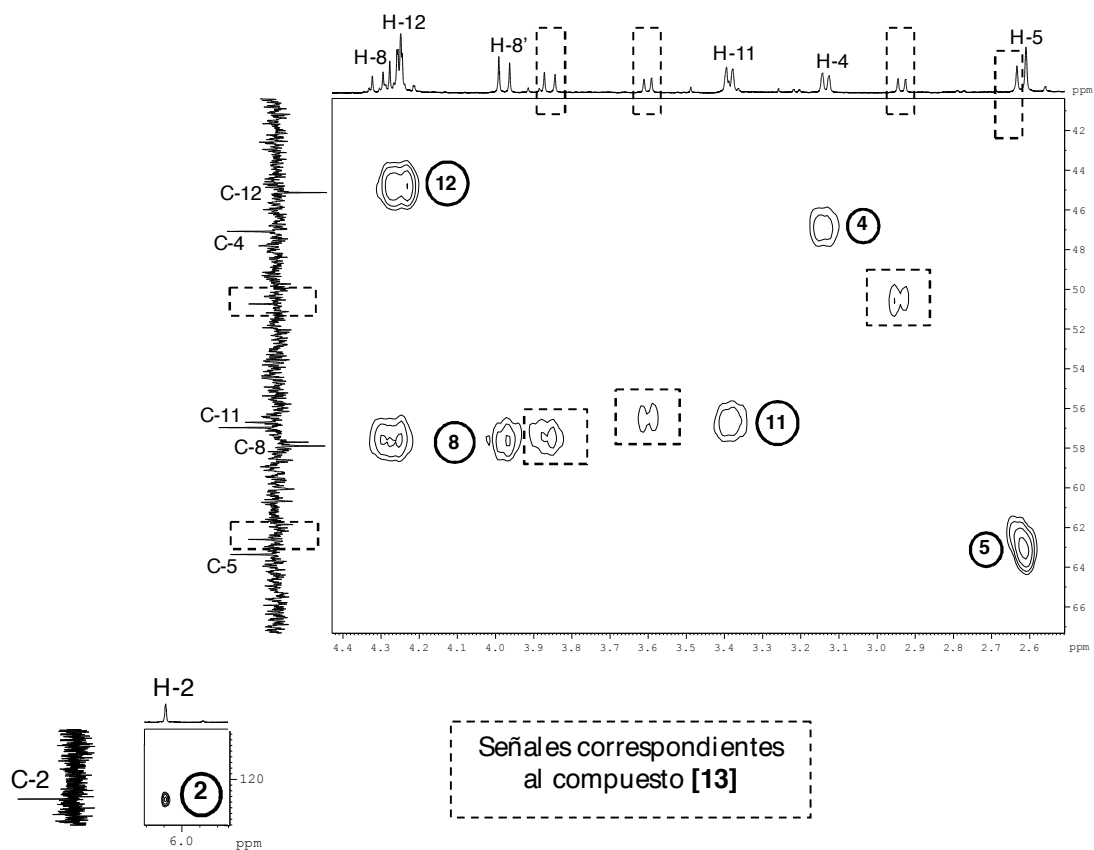 H-12
H-8
H-8'
H-11
H-4
H-5
ppm
42
44
46
48
50
52
54
56
58
60
62
64
66
C-12
C-4
C-11
C-8
C-5
12
4
8
11
5
4.4 4.3 4.2 4.1 4.0 3.9 3.8 3.7 3.6 3.5 3.4 3.3 3.2 3.1 3.0 2.9 2.8 2.7 2.6 ppm
H-2
C-2
2
120
6.0 ppm
Señales correspondientes
al compuesto [13]